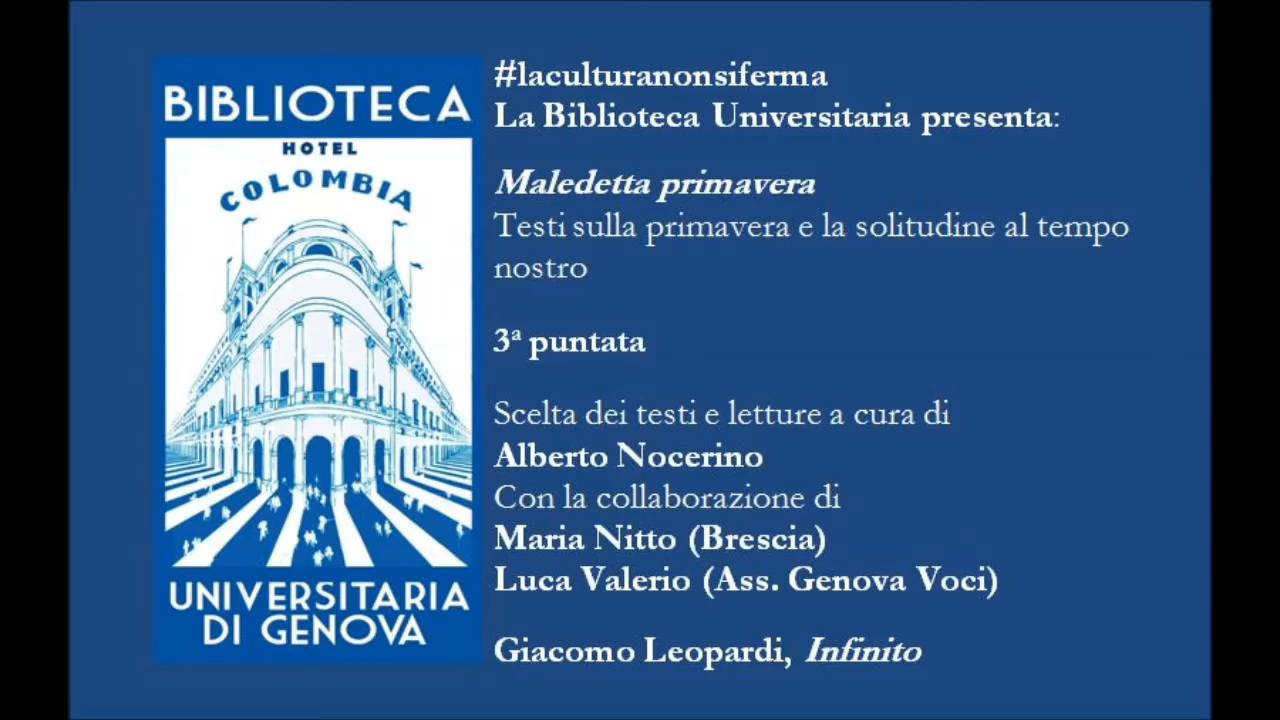 BIBLIOTECA
HOTEL
COLOMBIA
UNIVERSITARIA
DI GENOVA
#laculturanonsiferma
La Biblioteca Universitaria presenta:
Maledetta primavera
Testi sulla primavera e la solitudine al tempo
nostro
3ª puntata
Scelta dei testi e letture a cura di
Alberto Nocerino
Con la collaborazione di
Maria Nitto (Brescia)
Luca Valerio (Ass. Genova Voci)
Giacomo Leopardi, Infinito